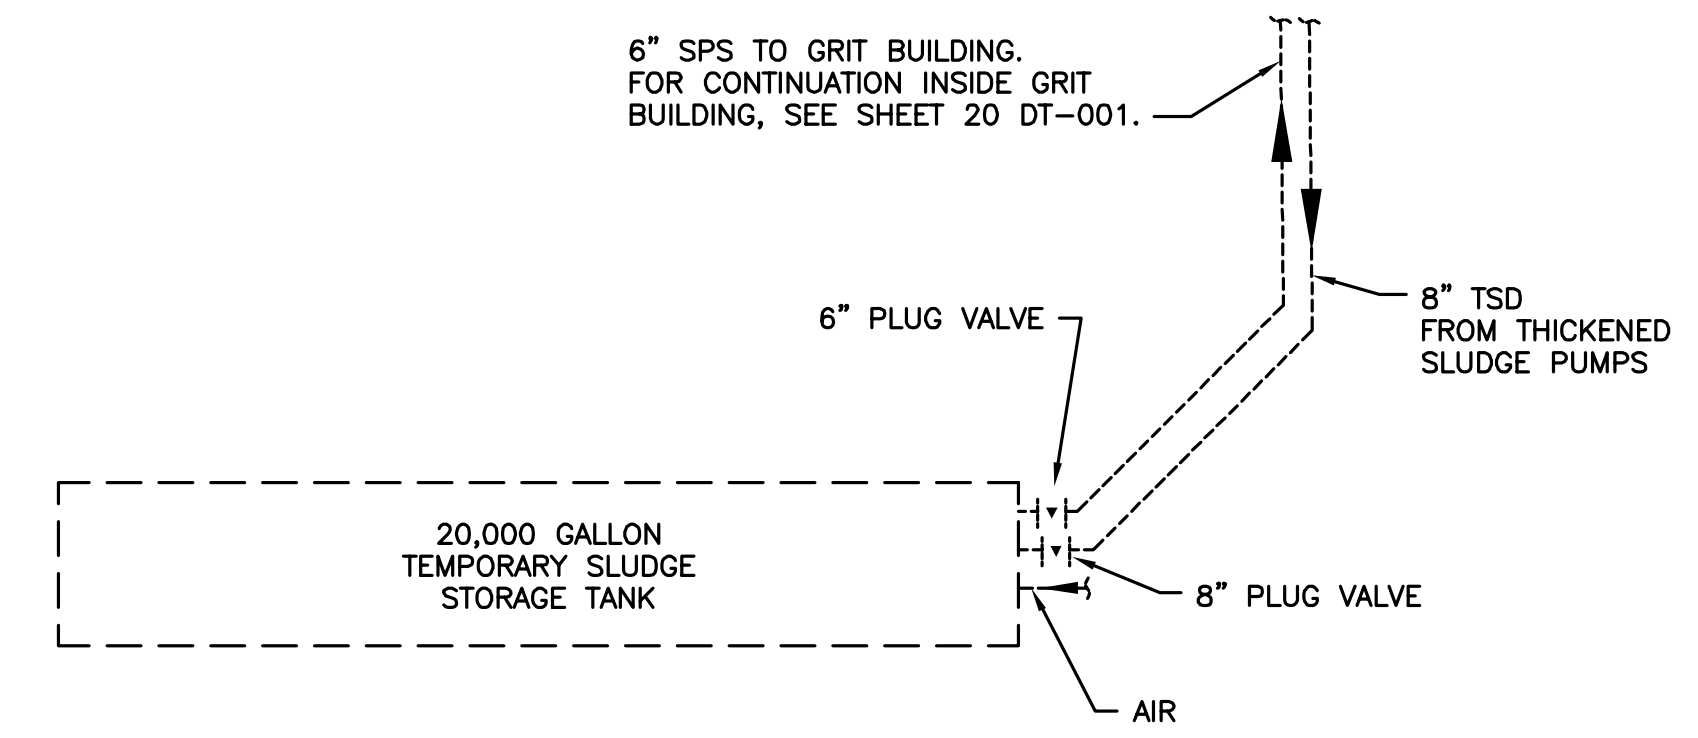 6” SPS TO GRIT BUILDING.
FOR CONTINUATION INSIDE GRIT
BUILDING, SEE SHEET 20 DT-001.
8” TSD
FROM THICKENED
SLUDGE PUMPS
6” PLUG VALVE
20,000 GALLON
TEMPORARY SLUDGE
STORAGE TANK
8” PLUG VALVE
AIR